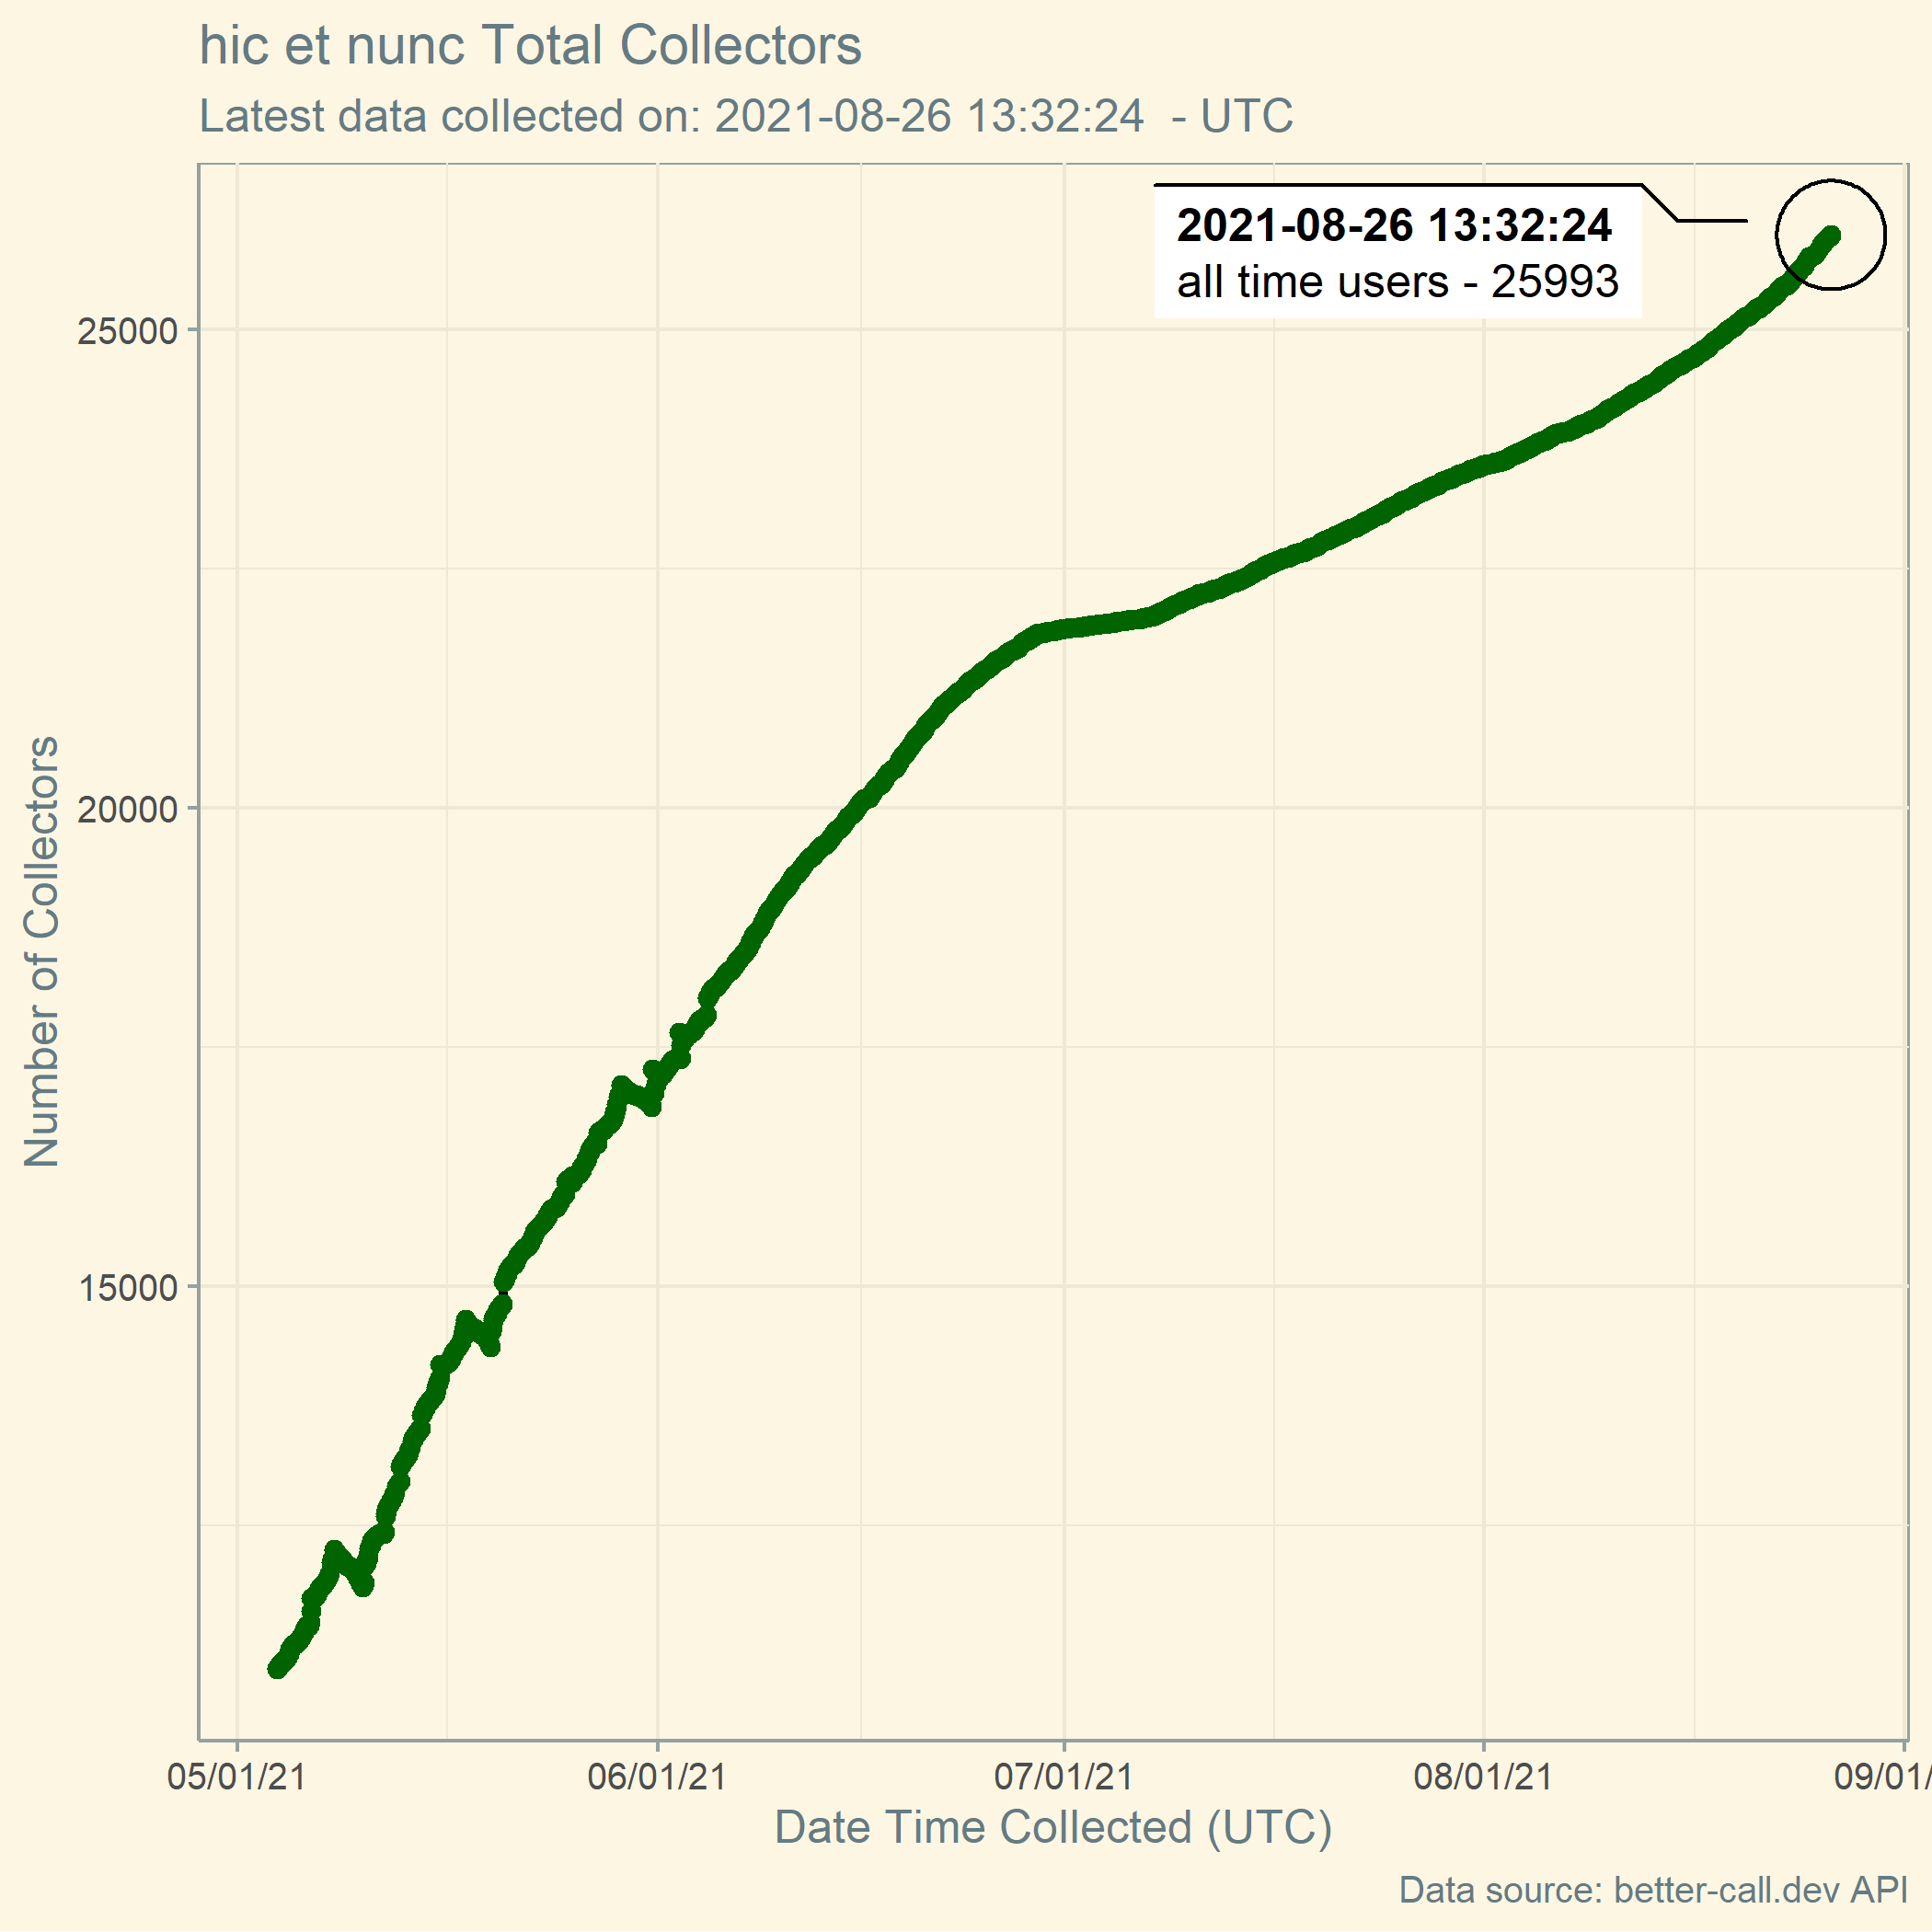 hic et nunc Total Collectors
Latest data collected on: 2021-08-26 13:32:24  - UTC
2021-08-26 13:32:24
all time users - 25993
25000
20000
15000
Number of Collectors
05/01/21
06/01/21
07/01/21
08/01/21
09/01/
Date Time Collected (UTC)
Data source: better-call.dev API